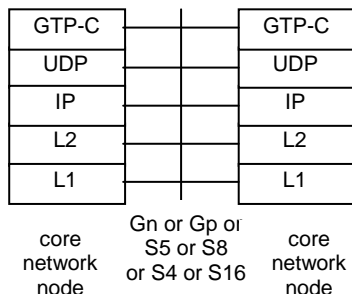 GTP-C GTP-C
UDP UDP
IP IP
L2 L2
L1 L1
Gn or Gp or
S5 or S8
or S4 or S16
core
network
node
core
network
node